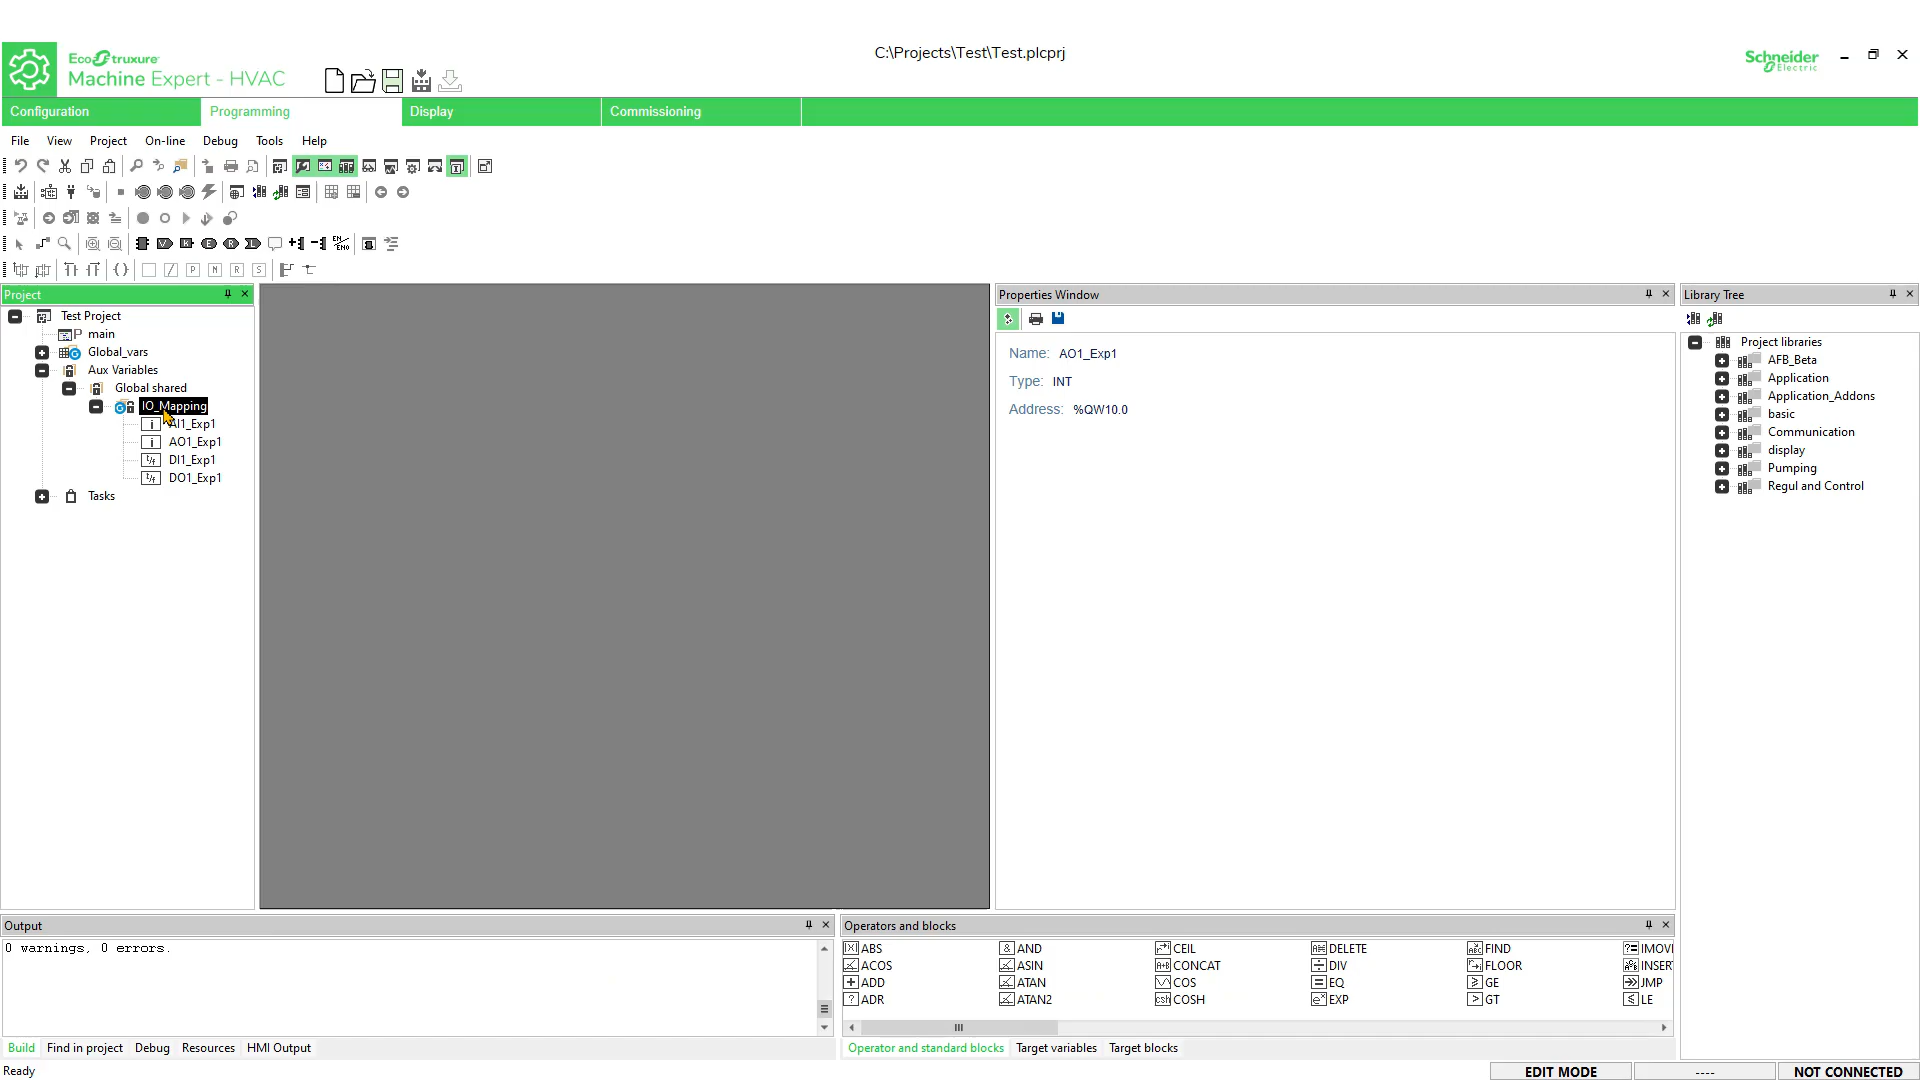 C:\Projects\Test\Test.plcprj
EcoStruxure
Machine Expert - HVAC
Schneider
Electric
Configuration
Programming
Display
Commissioning
File View Project On-line Debug Tools Help
Project
Test Project
main
Global_vars
Aux Variables
Global shared
IO_Mapping
AI1_Exp1
AO1_Exp1
DI1_Exp1
DO1_Exp1
Tasks
Properties Window
Name: AO1_Exp1
Type: INT
Address: %QW10.0
Library Tree
Project libraries
AFB_Beta
Application
Application_Addons
basic
Communication
display
Pumping
Regul and Control
Output
0 warnings, 0 errors.
Build Find in project Debug Resources HMI Output
Operators and blocks
ABS AND CEIL DELETE FIND IMOV
ACOS ASIN CONCAT DIV FLOOR INSER
ADD ATAN COS EQ GE JMP
ADR ATAN2 COSH EXP GT LE
Operator and standard blocks Target variables Target blocks
Ready
EDIT MODE ---- NOT CONNECTED